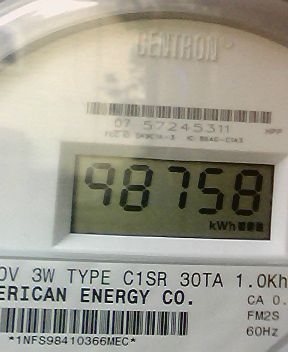 CENTRON®
07 57245311 HPP
98758
kWh
0V 3W TYPE C1SR 30TA 1.0Kh
ERICAN ENERGY CO. CA 0.
FM2S
60Hz
*1NFS98410366MEC*